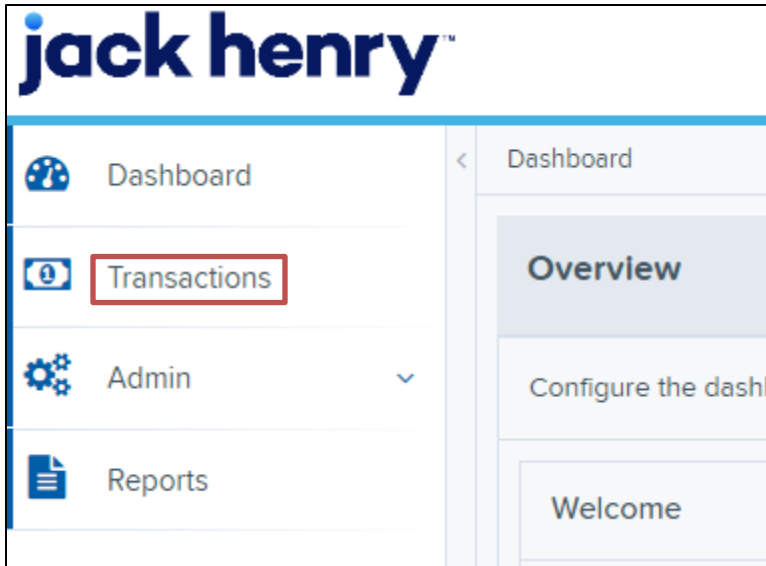 jack henry™
Dashboard
Transactions
Admin
Reports
Dashboard
Overview
Configure the dash
Welcome